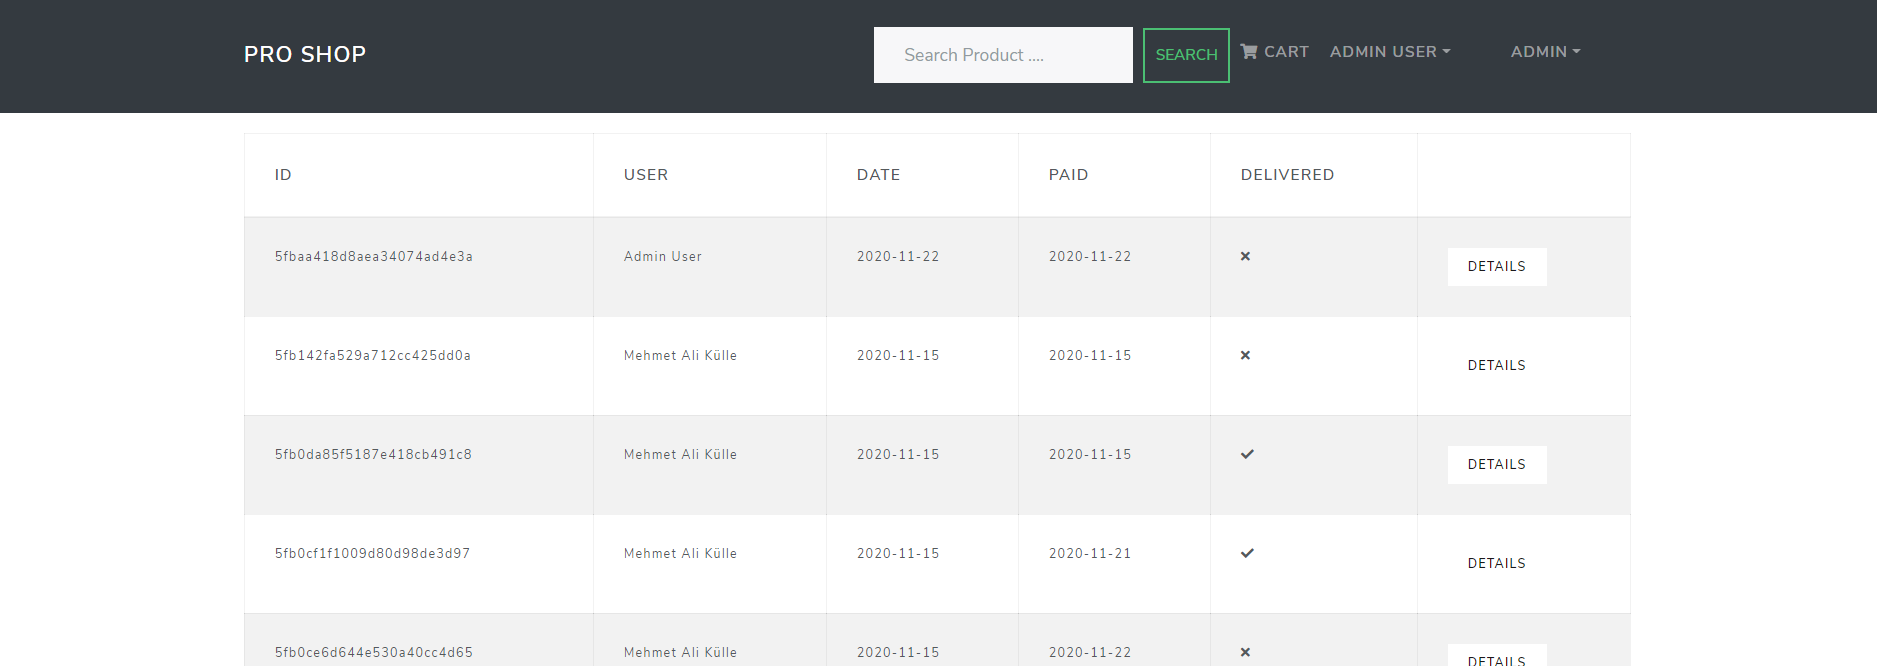 PRO SHOP
Search Product ....
SEARCH
CART
ADMIN USER
ADMIN
ID USER DATE PAID DELIVERED
5fbaa418d8aea34074ad4e3a Admin User 2020-11-22 2020-11-22 DETAILS
5fb142fa529a712cc425dd0a Mehmet Ali Külle 2020-11-15 2020-11-15 DETAILS
5fb0da85f5187e418cb491c8 Mehmet Ali Külle 2020-11-15 2020-11-15 DETAILS
5fb0cf1f1009d80d98de3d97 Mehmet Ali Külle 2020-11-15 2020-11-21 DETAILS
5fb0ce6d644e530a40cc4d65 Mehmet Ali Külle 2020-11-15 2020-11-22 DETAILS